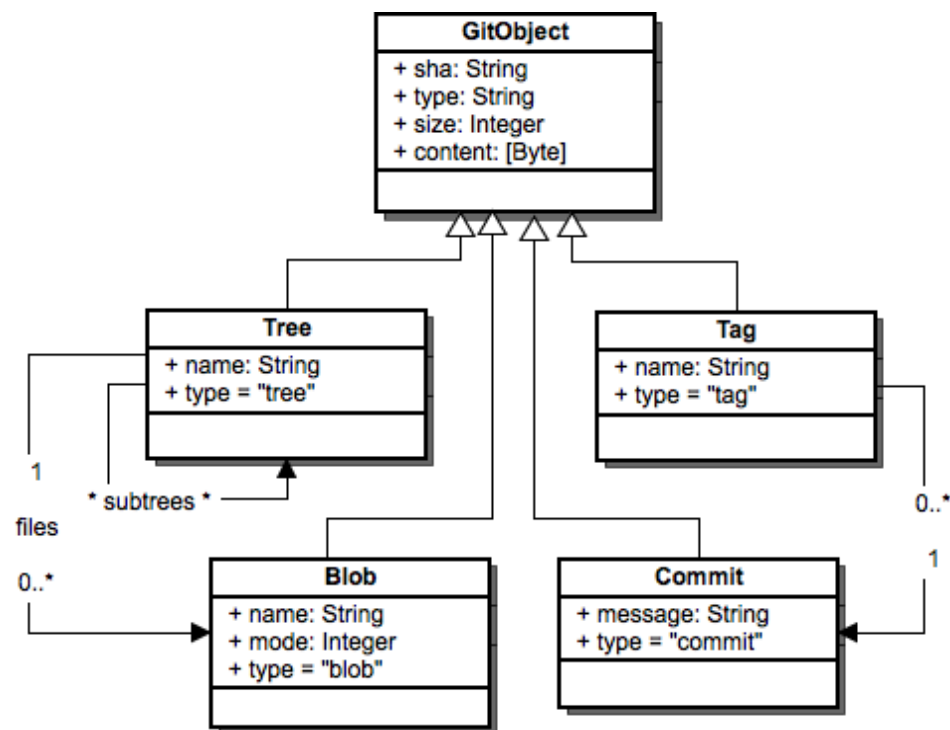 GitObject
+ sha: String
+ type: String
+ size: Integer
+ content: [Byte]
Tree
+ name: String
+ type = "tree"
Tag
+ name: String
+ type = "tag"
1
* subtrees *
files
0..*
0..*
1
Blob
+ name: String
+ mode: Integer
+ type = "blob"
Commit
+ message: String
+ type = "commit"